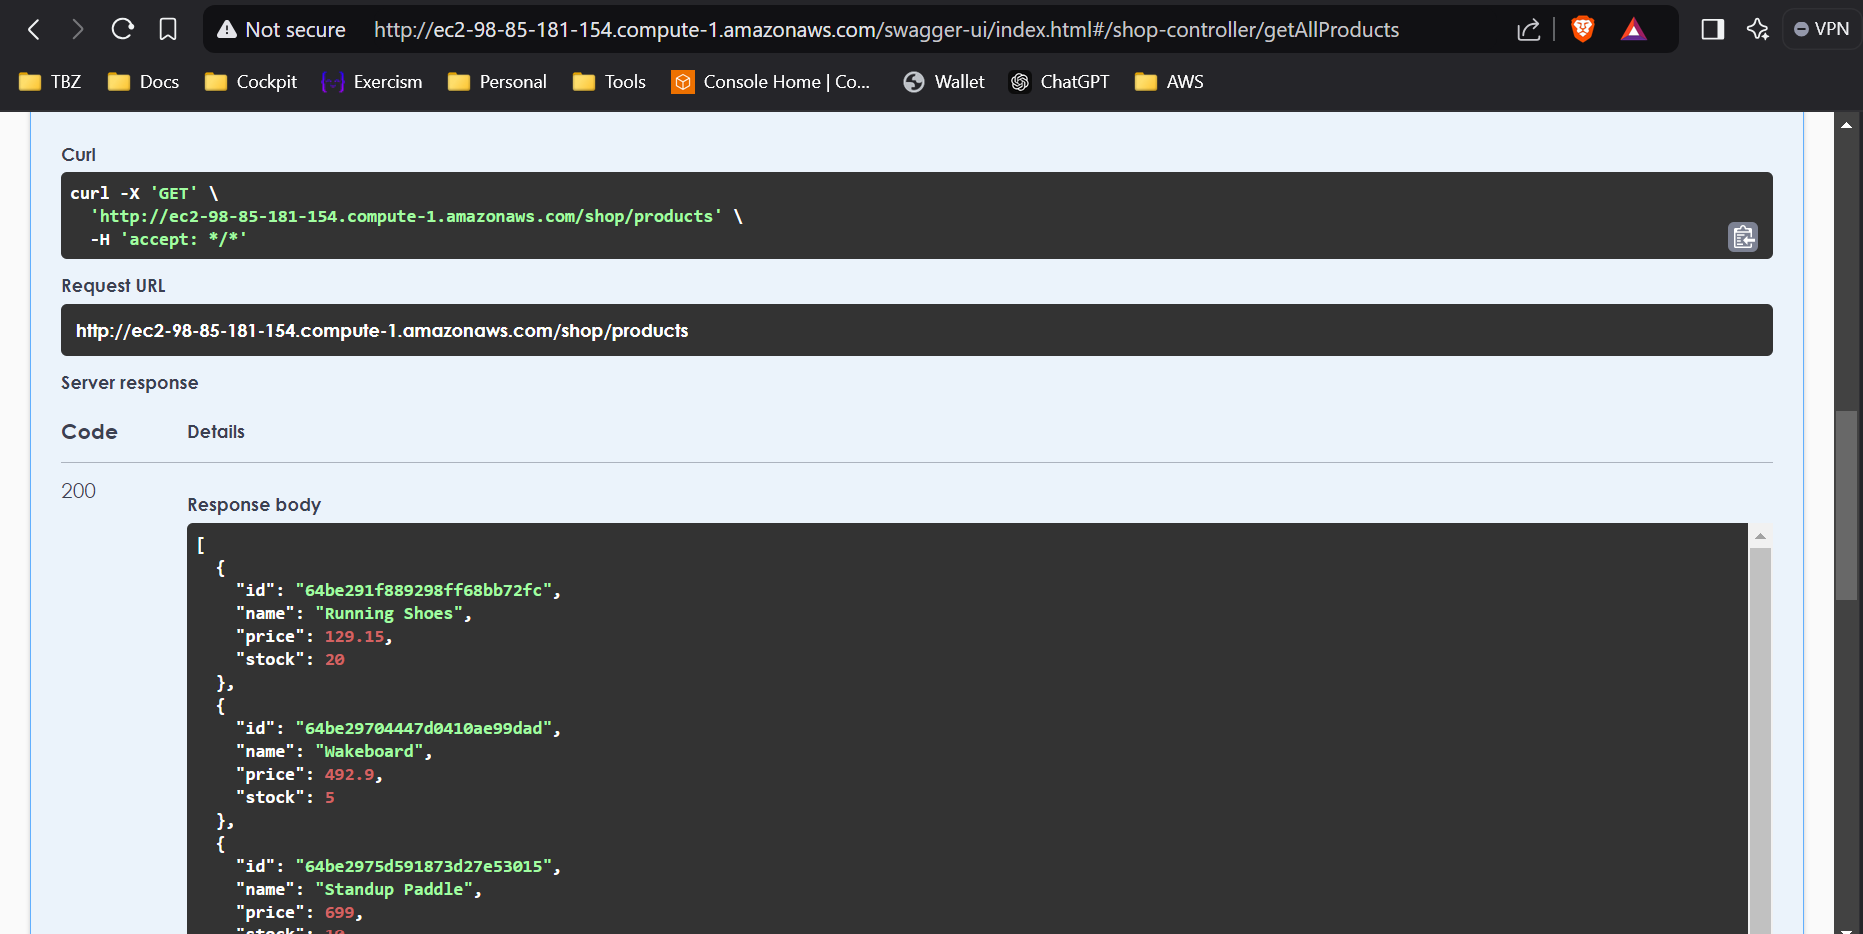 Not secure http://ec2-98-85-181-154.compute-1.amazonaws.com/swagger-ui/index.html#/shop-controller/getAllProducts VPN
TBZ Docs Cockpit Exercism Personal Tools Console Home | Co... Wallet ChatGPT AWS
Curl
curl -X 'GET' \
  'http://ec2-98-85-181-154.compute-1.amazonaws.com/shop/products' \
  -H 'accept: */*'
Request URL
http://ec2-98-85-181-154.compute-1.amazonaws.com/shop/products
Server response
Code Details
200
Response body
[
  {
    "id": "64be291f889298ff68bb72fc",
    "name": "Running Shoes",
    "price": 129.15,
    "stock": 20
  },
  {
    "id": "64be29704447d0410ae99dad",
    "name": "Wakeboard",
    "price": 492.9,
    "stock": 5
  },
  {
    "id": "64be2975d591873d27e53015",
    "name": "Standup Paddle",
    "price": 699,
    "stock": 10